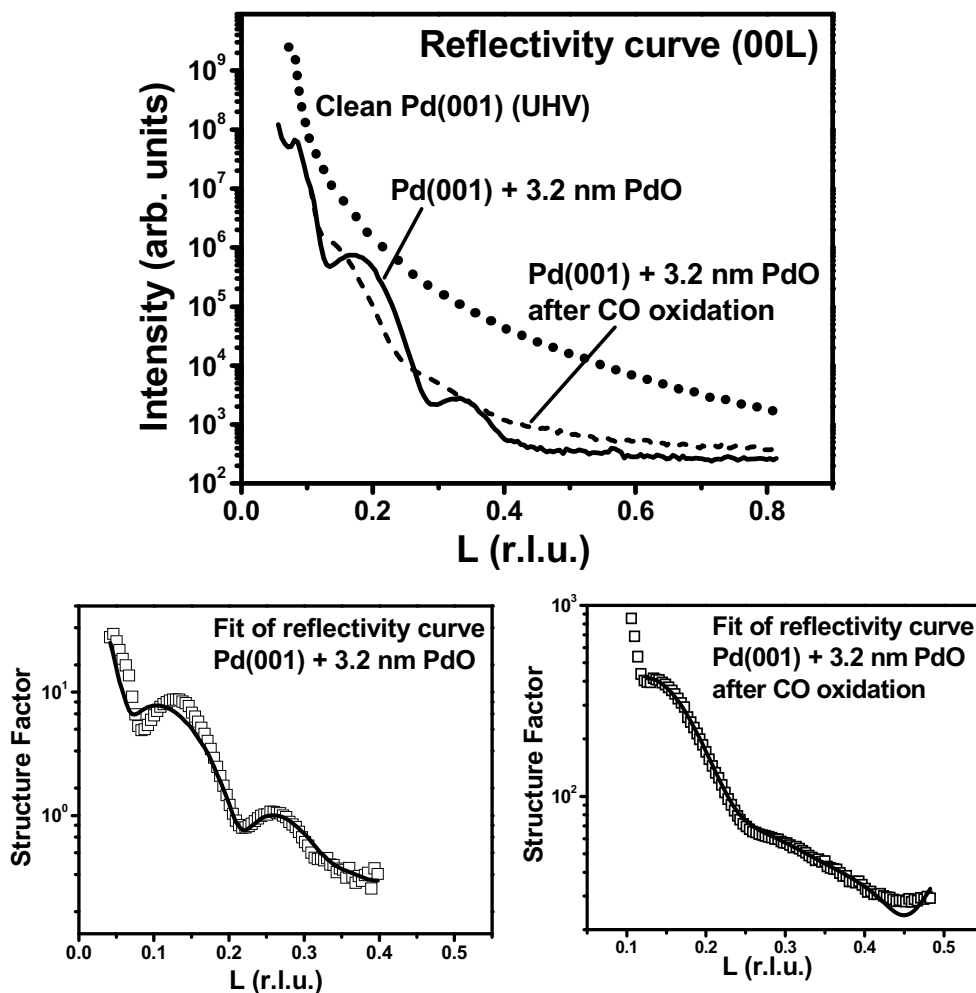 Reflectivity curve (00L)
Clean Pd(001) (UHV)
Pd(001) + 3.2 nm PdO
Pd(001) + 3.2 nm PdO
after CO oxidation
Intensity (arb. units)
10⁹
10⁸
10⁷
10⁶
10⁵
10⁴
10³
10²
0.0 0.2 0.4 0.6 0.8
L (r.l.u.)
Fit of reflectivity curve
Pd(001) + 3.2 nm PdO
Structure Factor
10¹
10⁰
0.0 0.1 0.2 0.3 0.4 0.5
L (r.l.u.)
Fit of reflectivity curve
Pd(001) + 3.2 nm PdO
after CO oxidation
Structure Factor
10³
10²
0.1 0.2 0.3 0.4 0.5
L (r.l.u.)